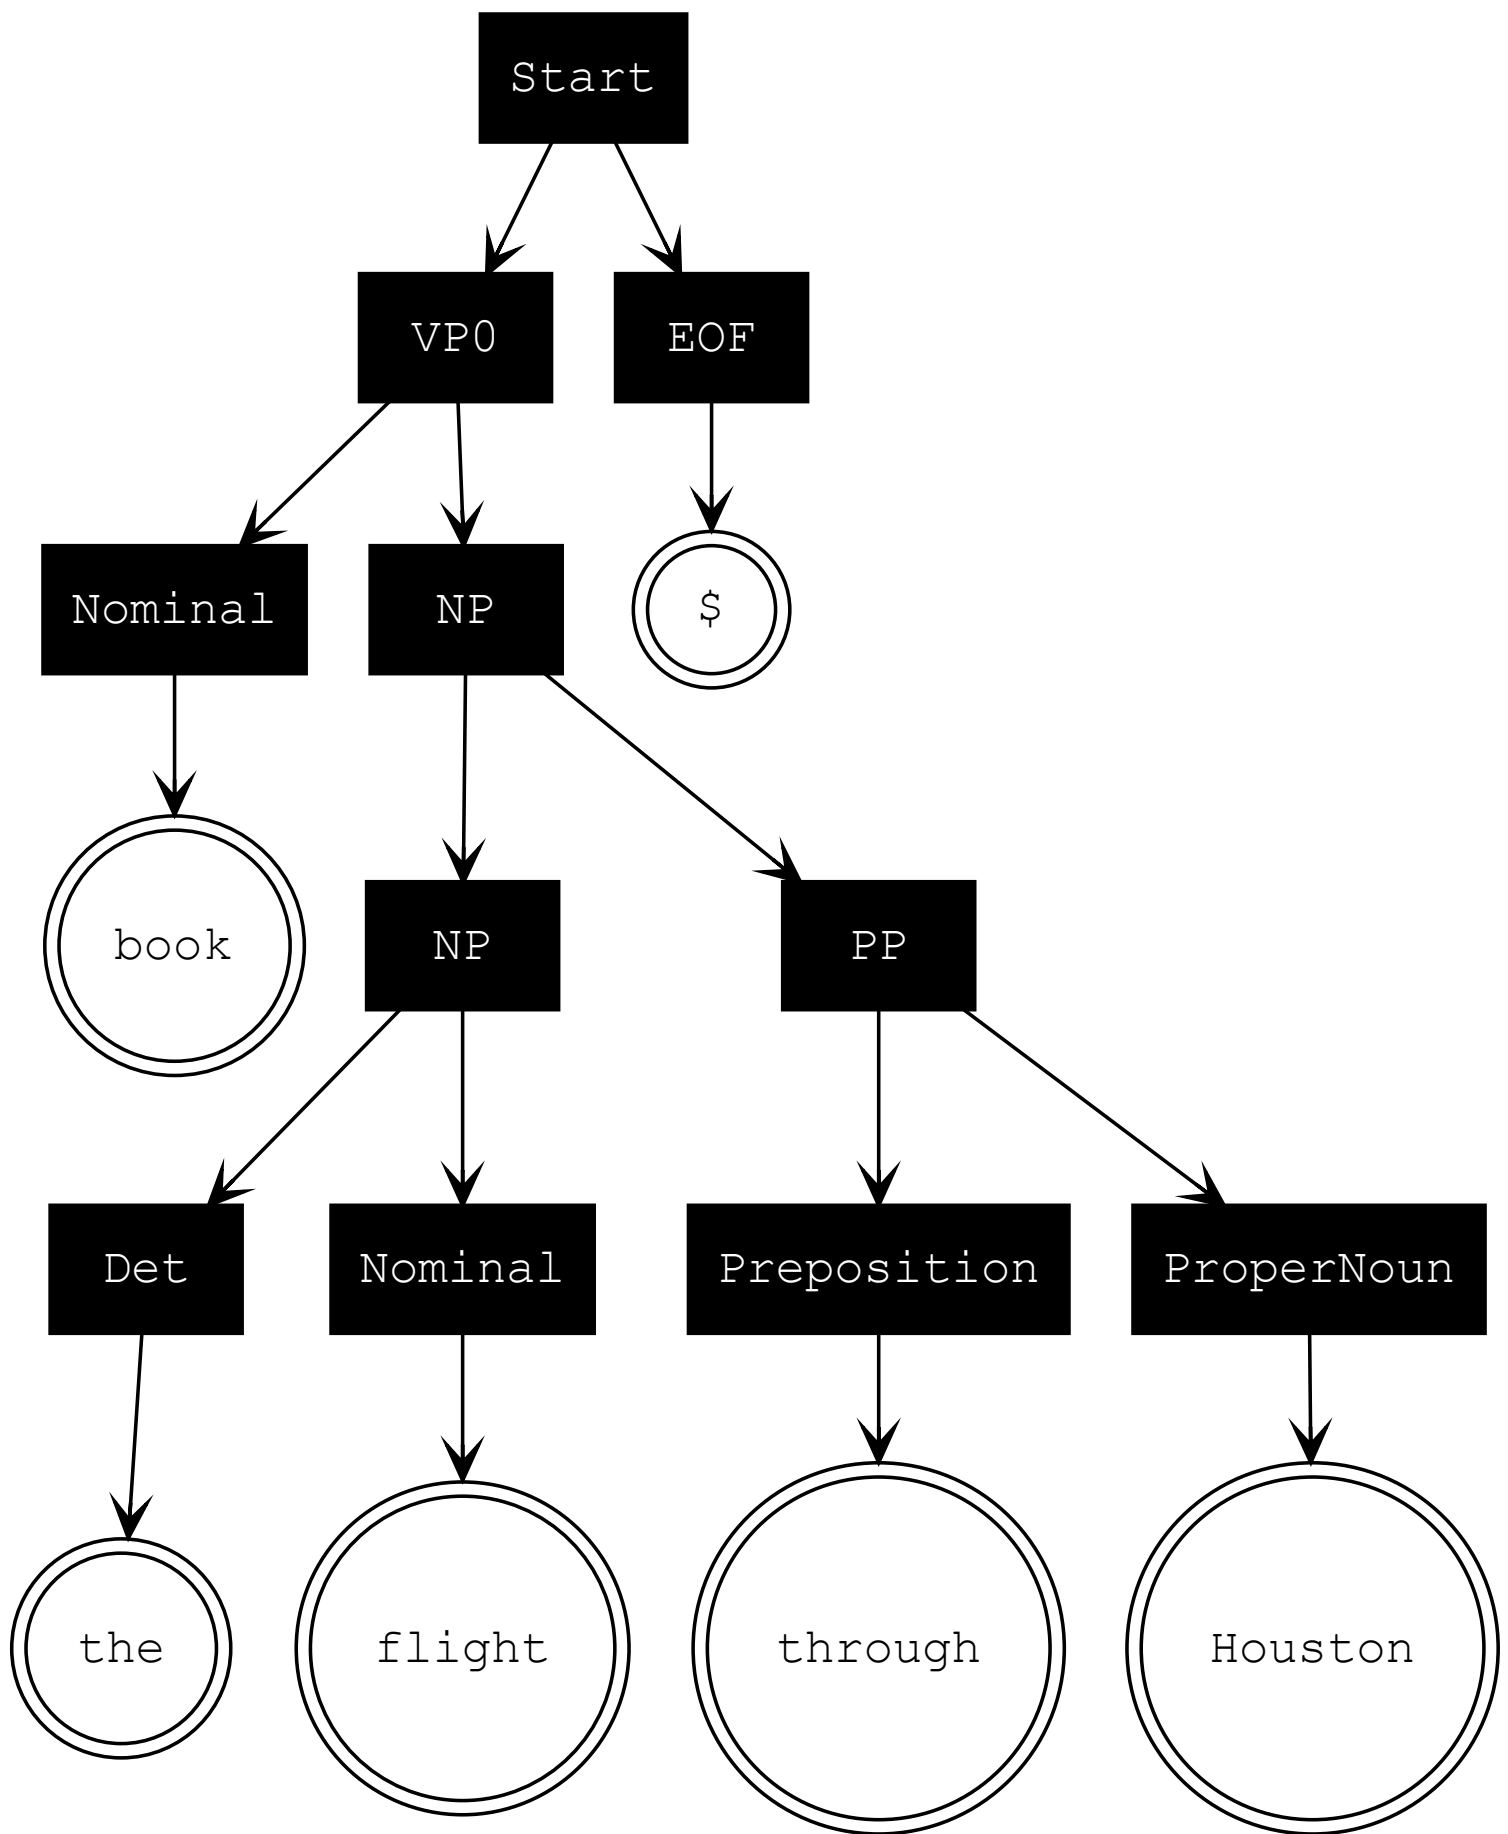 Start
VP0
EOF
Nominal
NP
$
book
NP
PP
Det
Nominal
Preposition
ProperNoun
the
flight
through
Houston